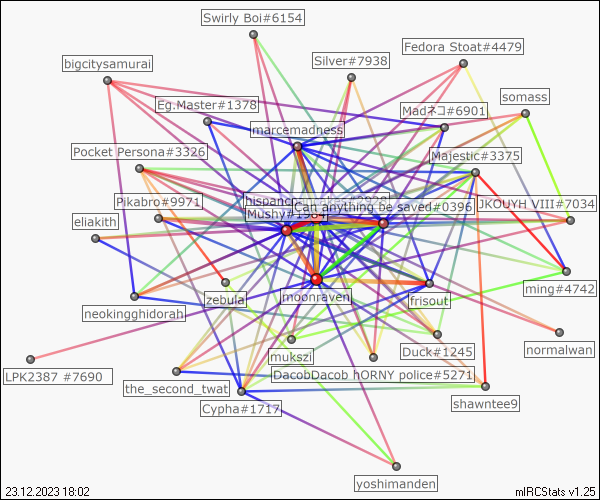 Swirly Boi#6154
Fedora Stoat#4479
Silver#7938
bigcitysamurai
somass
Eg.Master#1378
Madネコ#6901
marcemadness
Pocket Persona#3326
Majestic#3375
Can anything be saved#0396
Pikabro#9971
JKOUYH VIII#7034
Mushy#1984
eliakith
ming#4742
zebula
moonraven
frisout
neokingghidorah
normalwan
mukszi
Duck#1245
LPK2387 #7690
DacobDacob hORNY police#5271
the_second_twat
shawntee9
Cypha#1717
yoshimanden
23.12.2023 18:02
mIRCStats v1.25